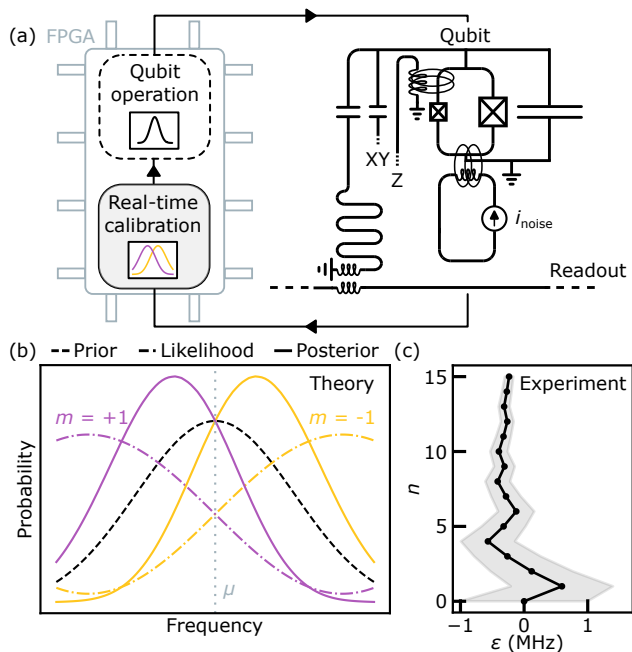 (a)
FPGA
Qubit
operation
Real-time
calibration
Qubit
XY
Z
i_noise
Readout
(b)
Prior
Likelihood
Posterior
Theory
m = +1
m = -1
μ
Probability
Frequency
(c)
Experiment
15
10
5
0
n
−1
0
1
ε (MHz)